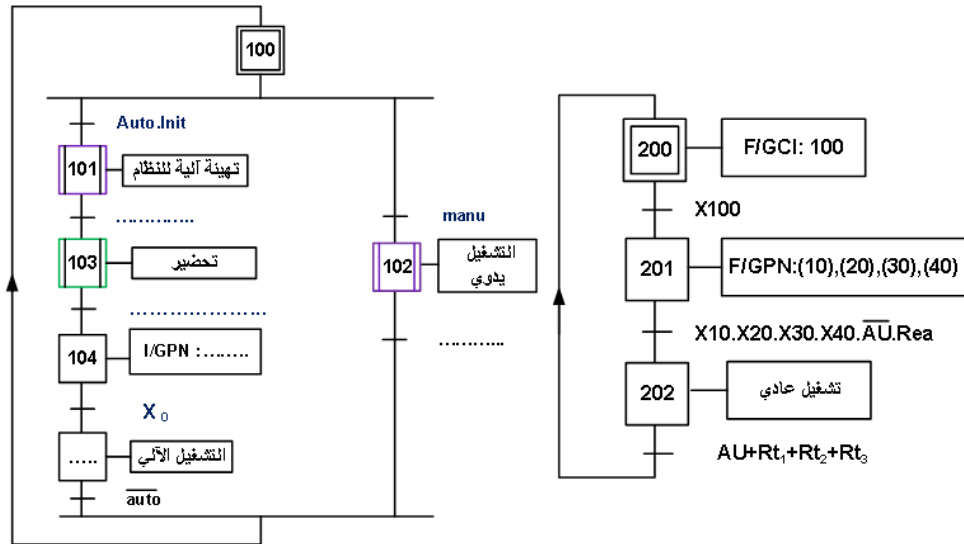 100
Auto.Init
101
تهيئة آلية للنظام
.............
103
تحضير
.....................
104
I/GPN : ........
X 0
.....
التشغيل الآلي
auto
manu
102
التشغيل
يدوي
...........
200
F/GCI: 100
X100
201
F/GPN:(10),(20),(30),(40)
X10.X20.X30.X40.A̅U̅.Rea
202
تشغيل عادي
AU+Rt₁+Rt₂+Rt₃